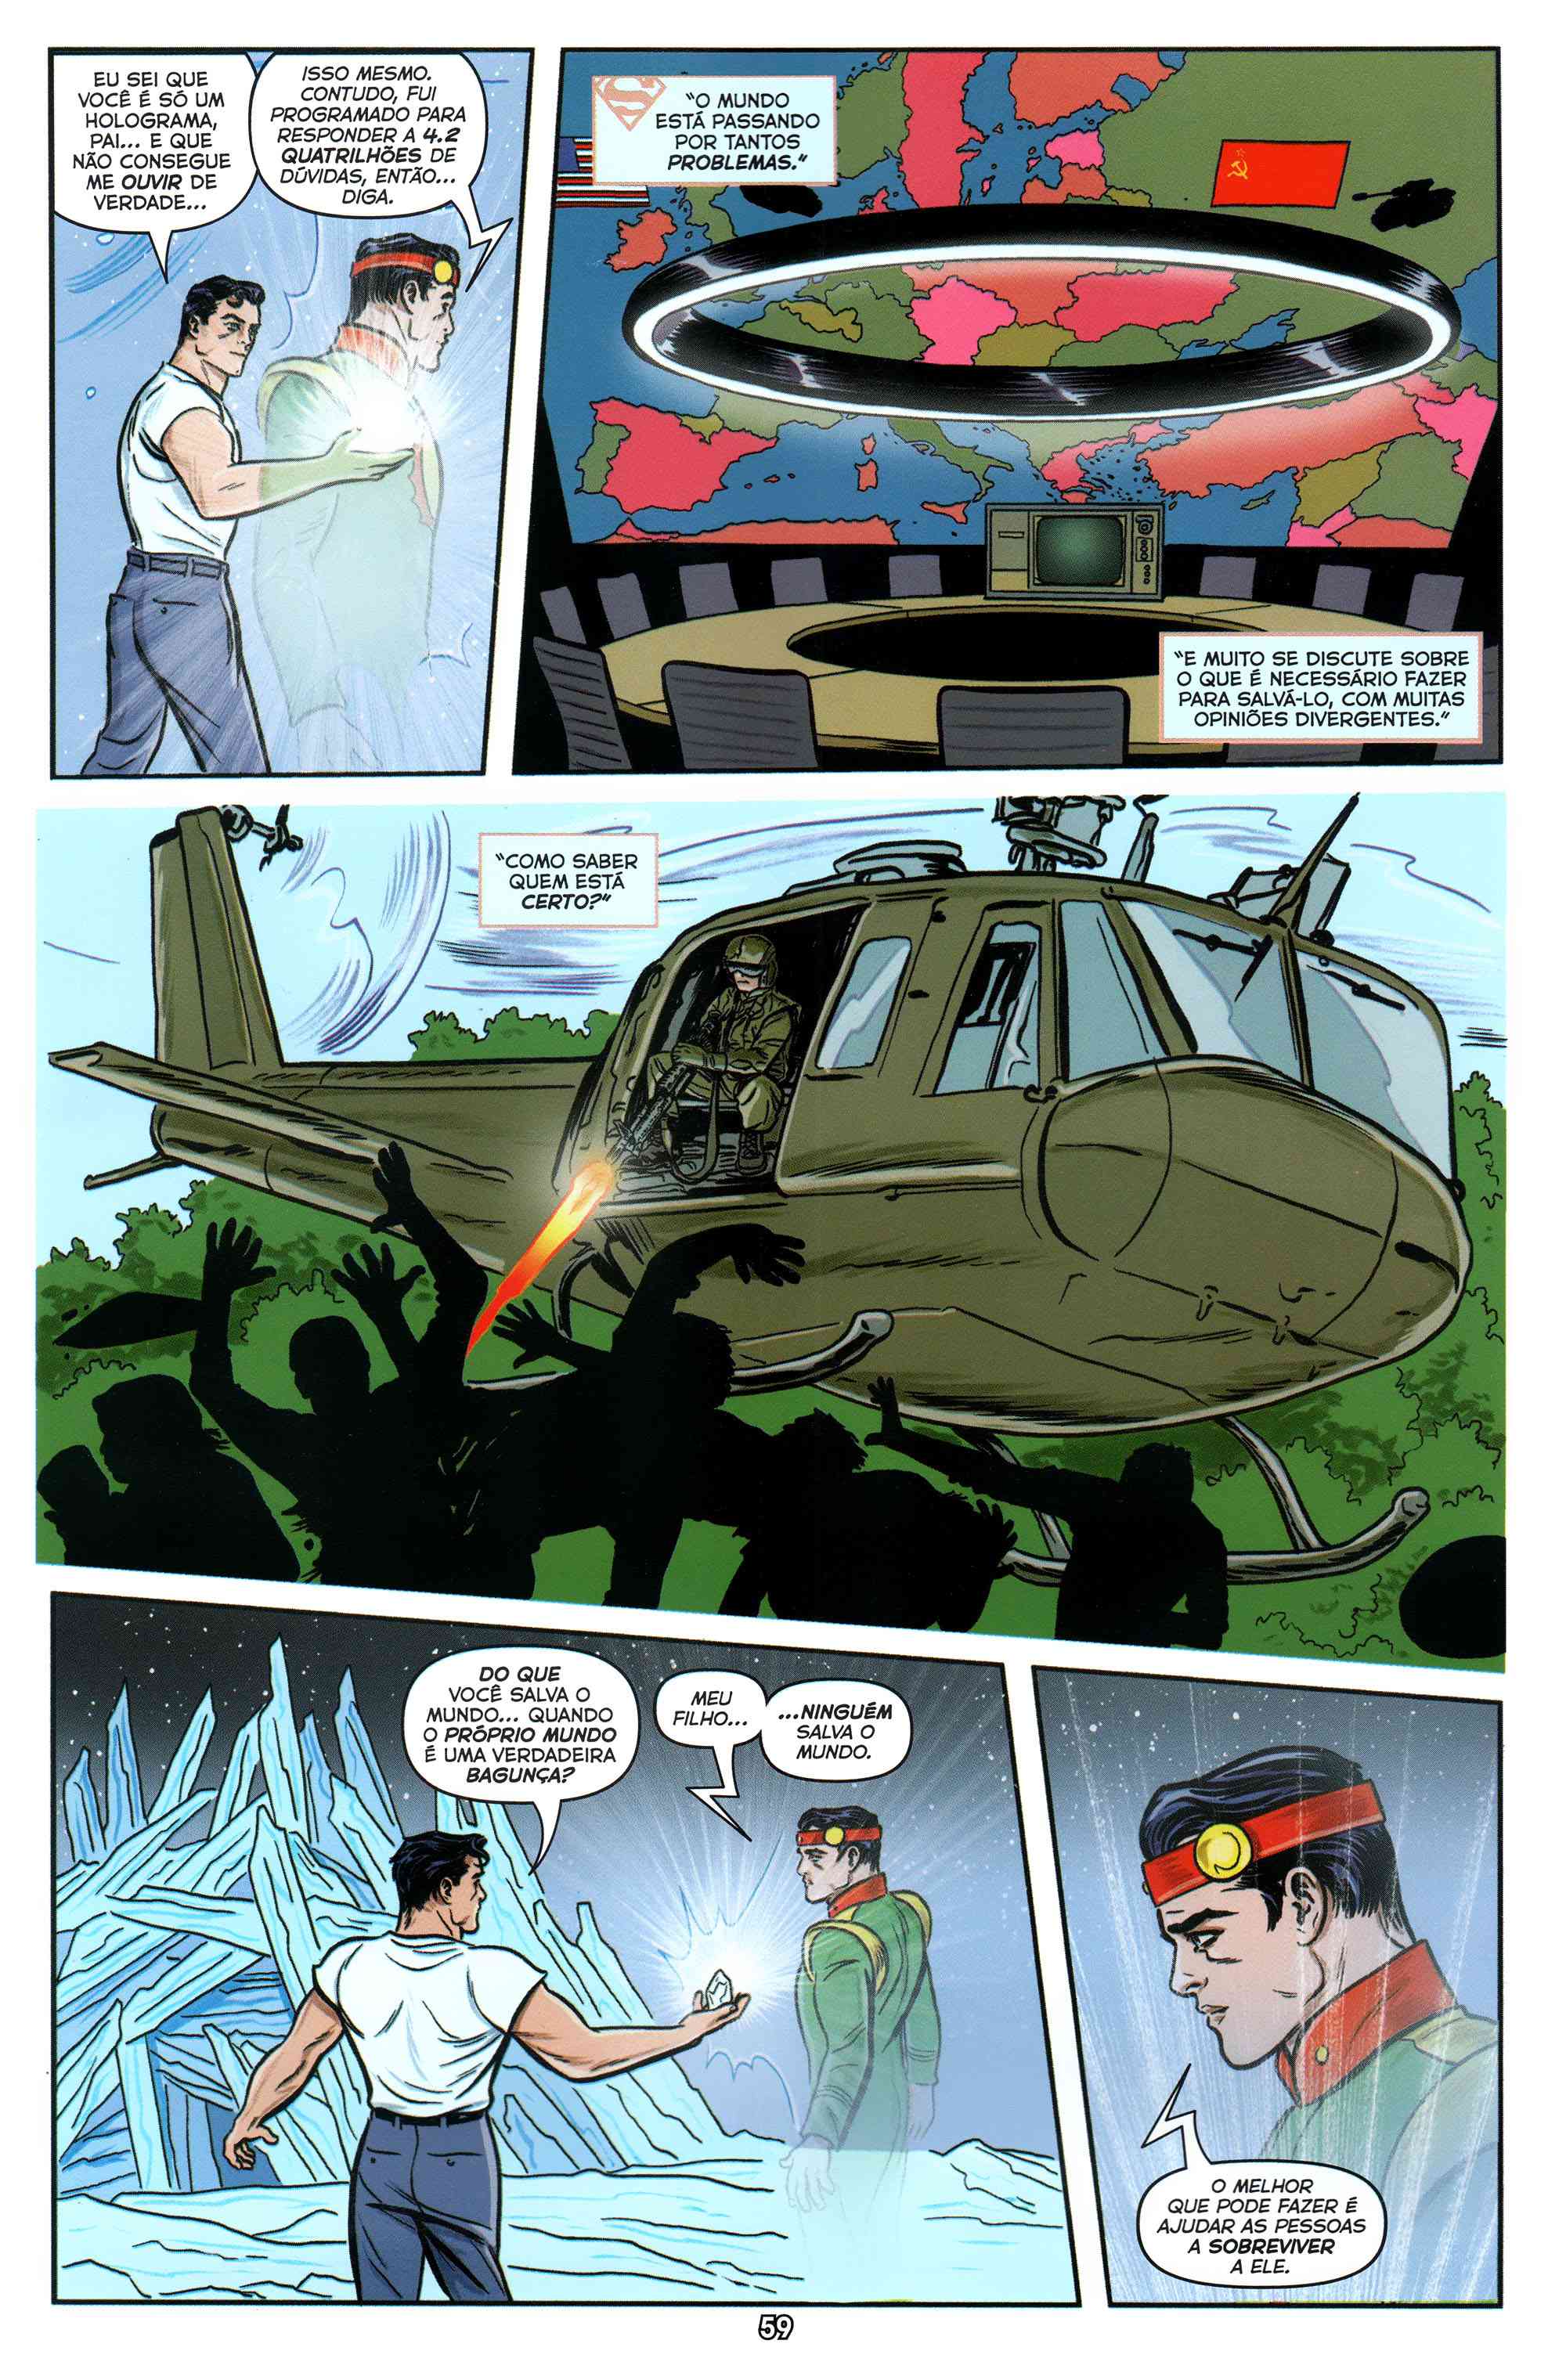 EU SEI QUE
VOCÊ É SÓ UM
HOLOGRAMA,
PAI... E QUE
NÃO CONSEGUE
ME OUVIR DE
VERDADE...
ISSO MESMO.
CONTUDO, FUI
PROGRAMADO PARA
RESPONDER A 4.2
QUATRILHÕES DE
DÚVIDAS, ENTÃO...
DIGA.
S
"O MUNDO
ESTÁ PASSANDO
POR TANTOS
PROBLEMAS."
"E MUITO SE DISCUTE SOBRE
O QUE É NECESSÁRIO FAZER
PARA SALVÁ-LO, COM MUITAS
OPINIÕES DIVERGENTES."
"COMO SABER
QUEM ESTÁ
CERTO?"
DO QUE
VOCÊ SALVA O
MUNDO... QUANDO
O PRÓPRIO MUNDO
É UMA VERDADEIRA
BAGUNÇA?
MEU
FILHO...
...NINGUÉM
SALVA O
MUNDO.
O MELHOR
QUE PODE FAZER É
AJUDAR AS PESSOAS
A SOBREVIVER
A ELE.
59